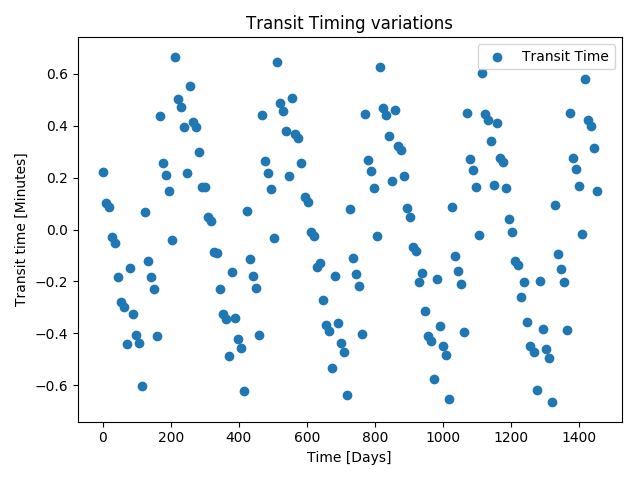 Transit Timing variations
Transit Time
0.6
0.4
0.2
0.0
−0.2
−0.4
−0.6
Transit time [Minutes]
0 200 400 600 800 1000 1200 1400
Time [Days]